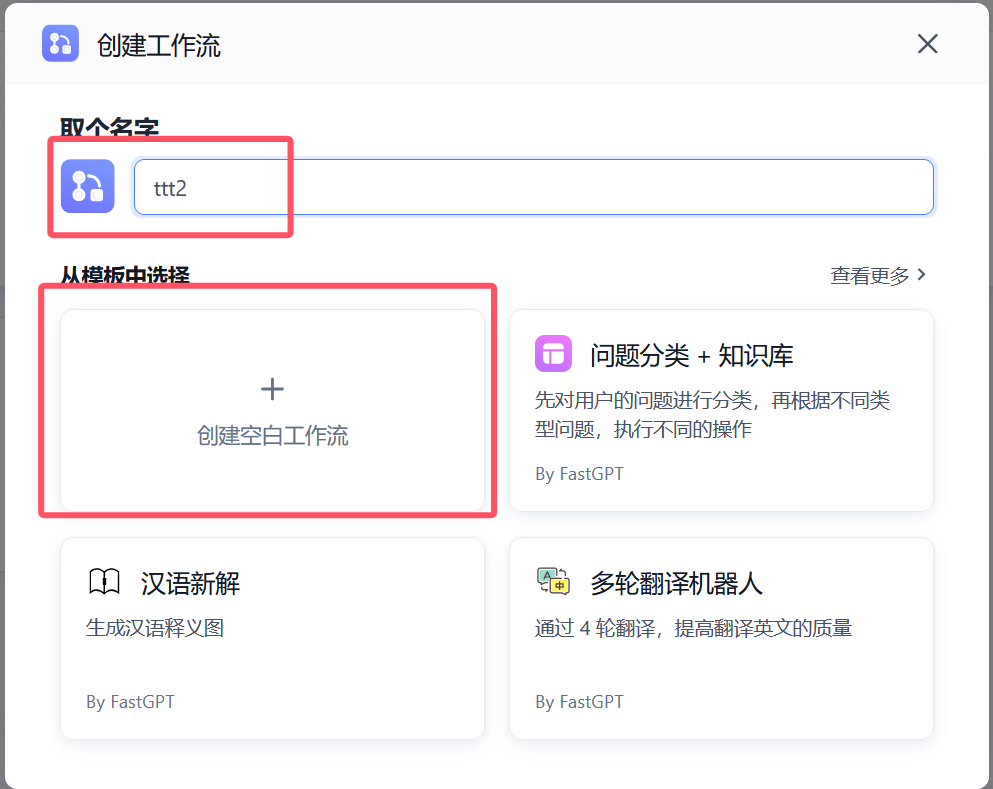 创建工作流
取个名字
ttt2
从模板中选择
查看更多
创建空白工作流
问题分类 + 知识库
先对用户的问题进行分类，再根据不同类
型问题，执行不同的操作
By FastGPT
汉语新解
生成汉语释义图
By FastGPT
多轮翻译机器人
通过 4 轮翻译，提高翻译英文的质量
By FastGPT